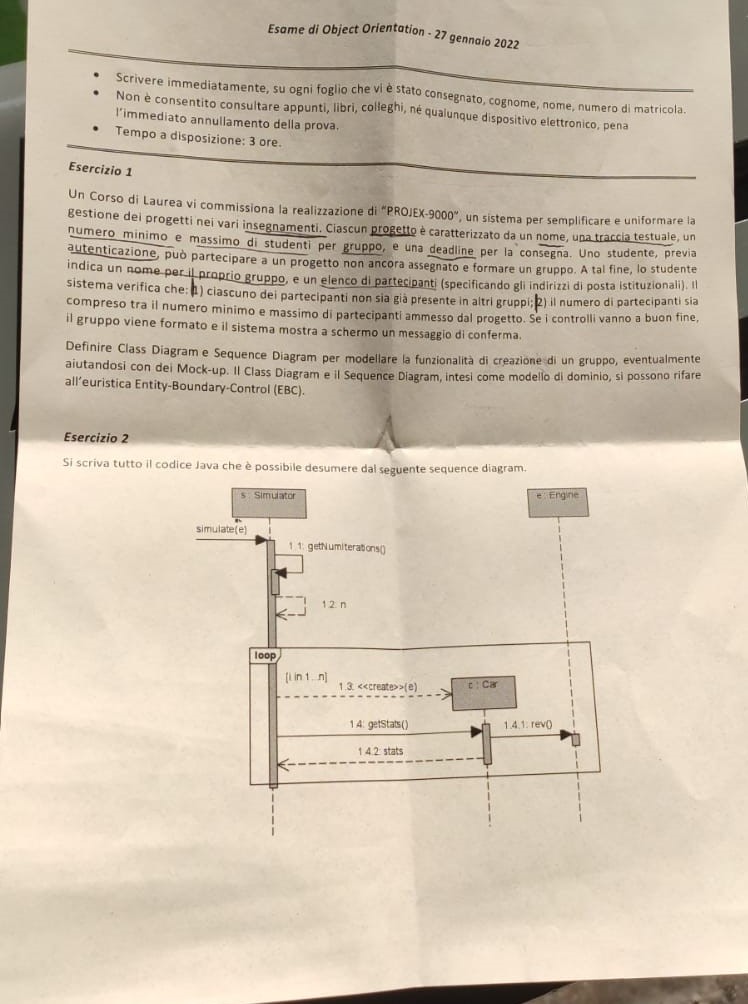 Esame di Object Orientation - 27 gennaio 2022
• Scrivere immediatamente, su ogni foglio che vi è stato consegnato, cognome, nome, numero di matricola.
• Non è consentito consultare appunti, libri, colleghi, né qualunque dispositivo elettronico, pena
l'immediato annullamento della prova.
• Tempo a disposizione: 3 ore.
Esercizio 1
Un Corso di Laurea vi commissiona la realizzazione di "PROJEX-9000", un sistema per semplificare e uniformare la
gestione dei progetti nei vari insegnamenti. Ciascun progetto è caratterizzato da un nome, una traccia testuale, un
numero minimo e massimo di studenti per gruppo, e una deadline per la consegna. Uno studente, previa
autenticazione, può partecipare a un progetto non ancora assegnato e formare un gruppo. A tal fine, lo studente
indica un nome per il proprio gruppo, e un elenco di partecipanti (specificando gli indirizzi di posta istituzionali). Il
sistema verifica che: 1) ciascuno dei partecipanti non sia già presente in altri gruppi; 2) il numero di partecipanti sia
compreso tra il numero minimo e massimo di partecipanti ammesso dal progetto. Se i controlli vanno a buon fine,
il gruppo viene formato e il sistema mostra a schermo un messaggio di conferma.
Definire Class Diagram e Sequence Diagram per modellare la funzionalità di creazione di un gruppo, eventualmente
aiutandosi con dei Mock-up. Il Class Diagram e il Sequence Diagram, intesi come modello di dominio, si possono rifare
all'euristica Entity-Boundary-Control (EBC).
Esercizio 2
Si scriva tutto il codice Java che è possibile desumere dal seguente sequence diagram.
s : Simulator
e : Engine
simulate(e)
1.1: getNumIterations()
1.2: n
loop
[i in 1...n]
1.3: <<create>>(e)
c : Car
1.4: getStats()
1.4.1: rev()
1.4.2: stats